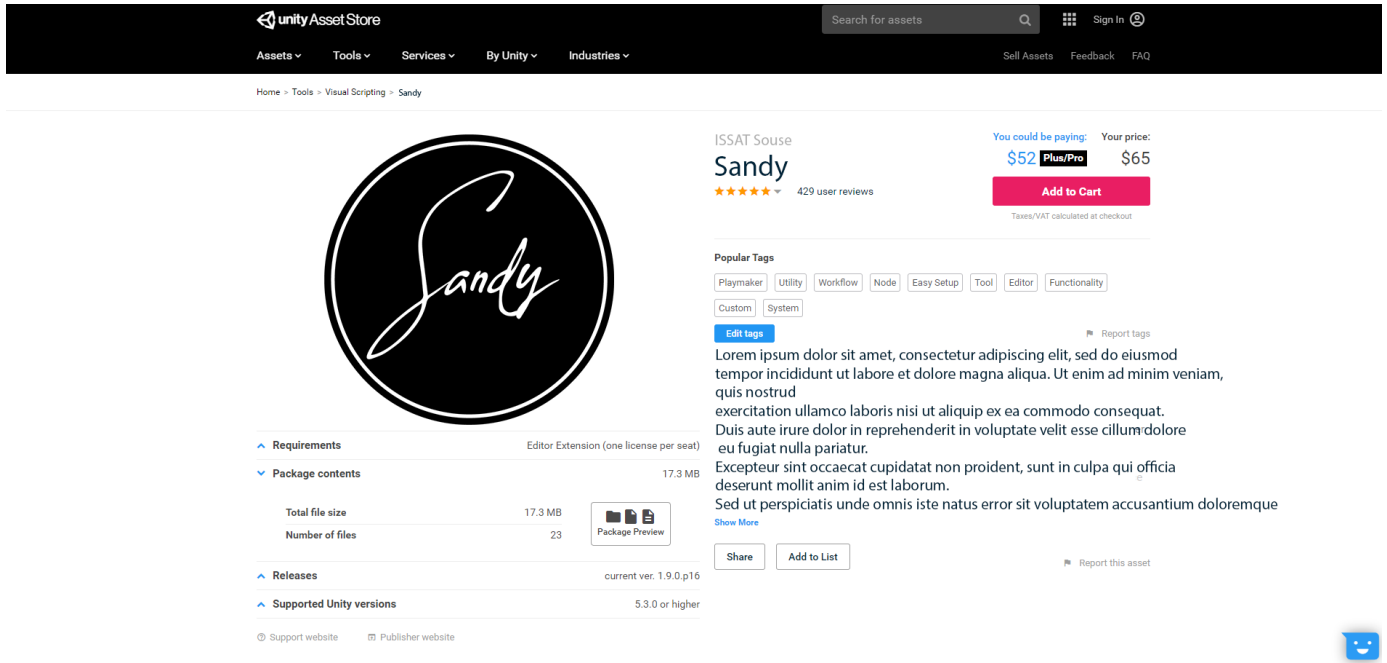 unity Asset Store
Search for assets
Sign In
Assets
Tools
Services
By Unity
Industries
Sell Assets
Feedback
FAQ
Home > Tools > Visual Scripting > Sandy
Sandy
ISSAT Souse
Sandy
429 user reviews
You could be paying: Your price:
$52 Plus/Pro $65
Add to Cart
Taxes/VAT calculated at checkout
Popular Tags
Playmaker Utility Workflow Node Easy Setup Tool Editor Functionality
Custom System
Edit tags
Report tags
Lorem ipsum dolor sit amet, consectetur adipiscing elit, sed do eiusmod
tempor incididunt ut labore et dolore magna aliqua. Ut enim ad minim veniam,
quis nostrud
exercitation ullamco laboris nisi ut aliquip ex ea commodo consequat.
Duis aute irure dolor in reprehenderit in voluptate velit esse cillum dolore
eu fugiat nulla pariatur.
Excepteur sint occaecat cupidatat non proident, sunt in culpa qui officia
deserunt mollit anim id est laborum.
Sed ut perspiciatis unde omnis iste natus error sit voluptatem accusantium doloremque
Show More
Share
Add to List
Report this asset
Requirements Editor Extension (one license per seat)
Package contents 17.3 MB
Total file size 17.3 MB
Number of files 23
Package Preview
Releases current ver. 1.9.0.p16
Supported Unity versions 5.3.0 or higher
Support website
Publisher website